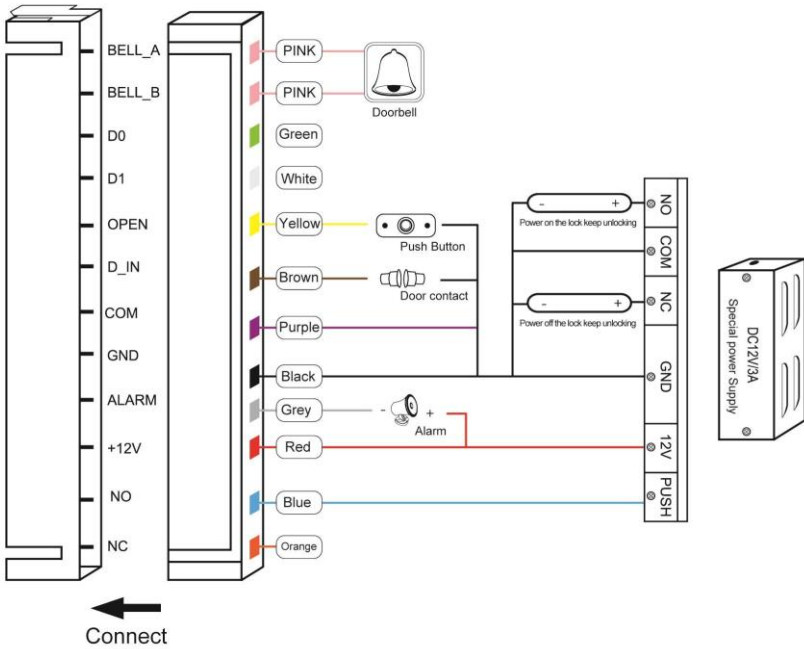 BELL_A
PINK
BELL_B
PINK
Doorbell
D0
Green
D1
White
OPEN
Yellow
Push Button
D_IN
Brown
Door contact
COM
Purple
GND
Black
ALARM
Grey
-
+
Alarm
+12V
Red
NO
Blue
NC
Orange
- +
Power on the lock keep unlocking
- +
Power off the lock keep unlocking
NO
COM
NC
GND
12V
PUSH
DC12V/3A
Special power Supply
Connect